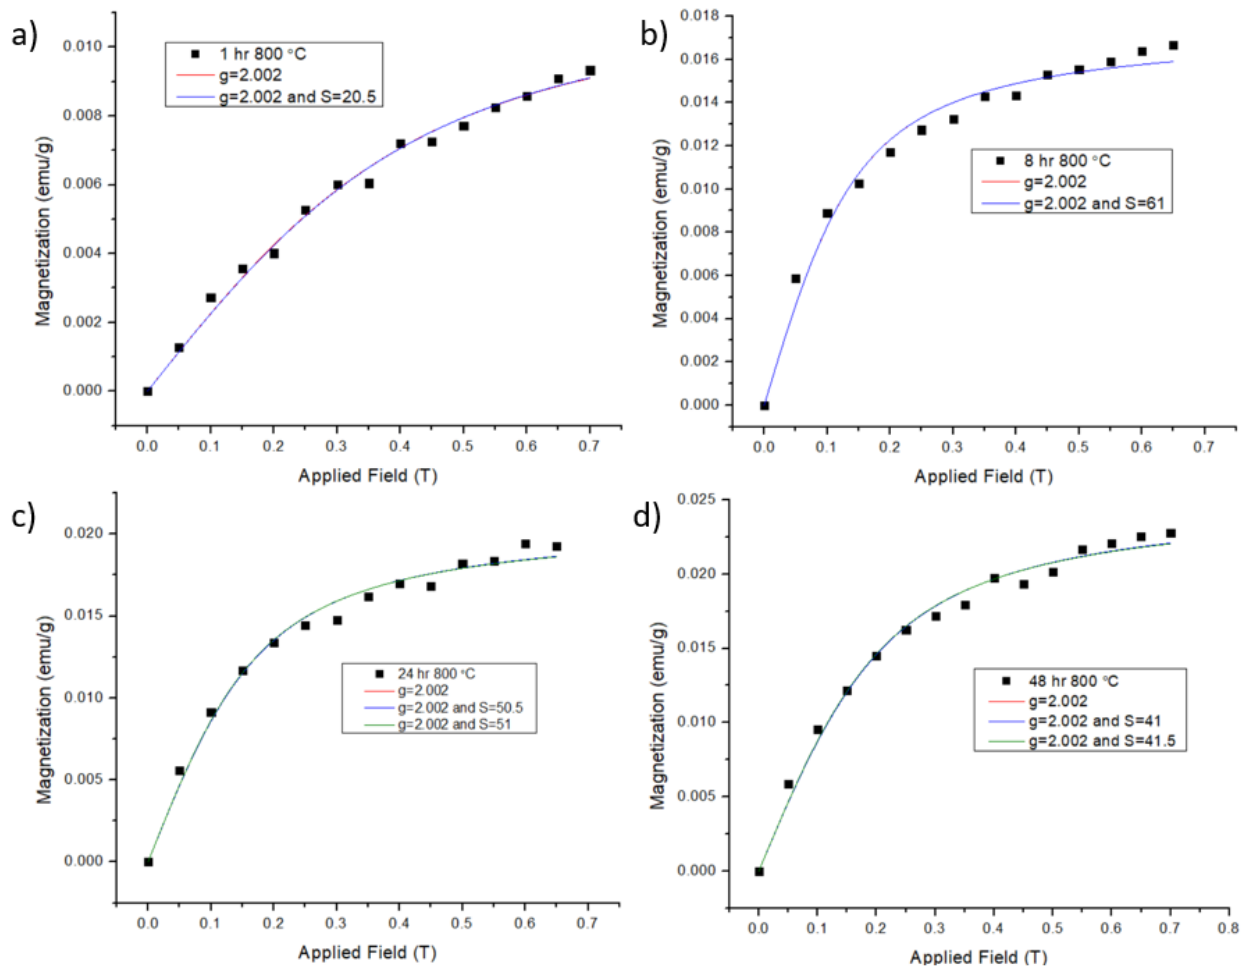 a)
1 hr 800 °C
g=2.002
g=2.002 and S=20.5
0.010
0.008
0.006
0.004
0.002
0.000
Magnetization (emu/g)
0.0 0.1 0.2 0.3 0.4 0.5 0.6 0.7
Applied Field (T)
b)
8 hr 800 °C
g=2.002
g=2.002 and S=61
0.018
0.016
0.014
0.012
0.010
0.008
0.006
0.004
0.002
0.000
Magnetization (emu/g)
0.0 0.1 0.2 0.3 0.4 0.5 0.6 0.7
Applied Field (T)
c)
24 hr 800 °C
g=2.002
g=2.002 and S=50.5
g=2.002 and S=51
0.020
0.015
0.010
0.005
0.000
Magnetization (emu/g)
0.0 0.1 0.2 0.3 0.4 0.5 0.6 0.7
Applied Field (T)
d)
48 hr 800 °C
g=2.002
g=2.002 and S=41
g=2.002 and S=41.5
0.025
0.020
0.015
0.010
0.005
0.000
Magnetization (emu/g)
0.0 0.1 0.2 0.3 0.4 0.5 0.6 0.7 0.8
Applied Field (T)